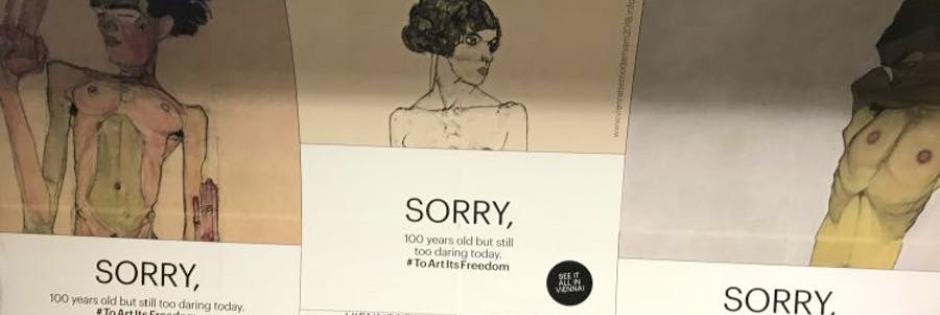 SORRY,
100 years old but still too daring today.
#ToArtItsFreedom
SORRY,
100 years old but still
too daring today.
#ToArtItsFreedom
SEE IT
ALL IN
VIENNA!
SORRY,